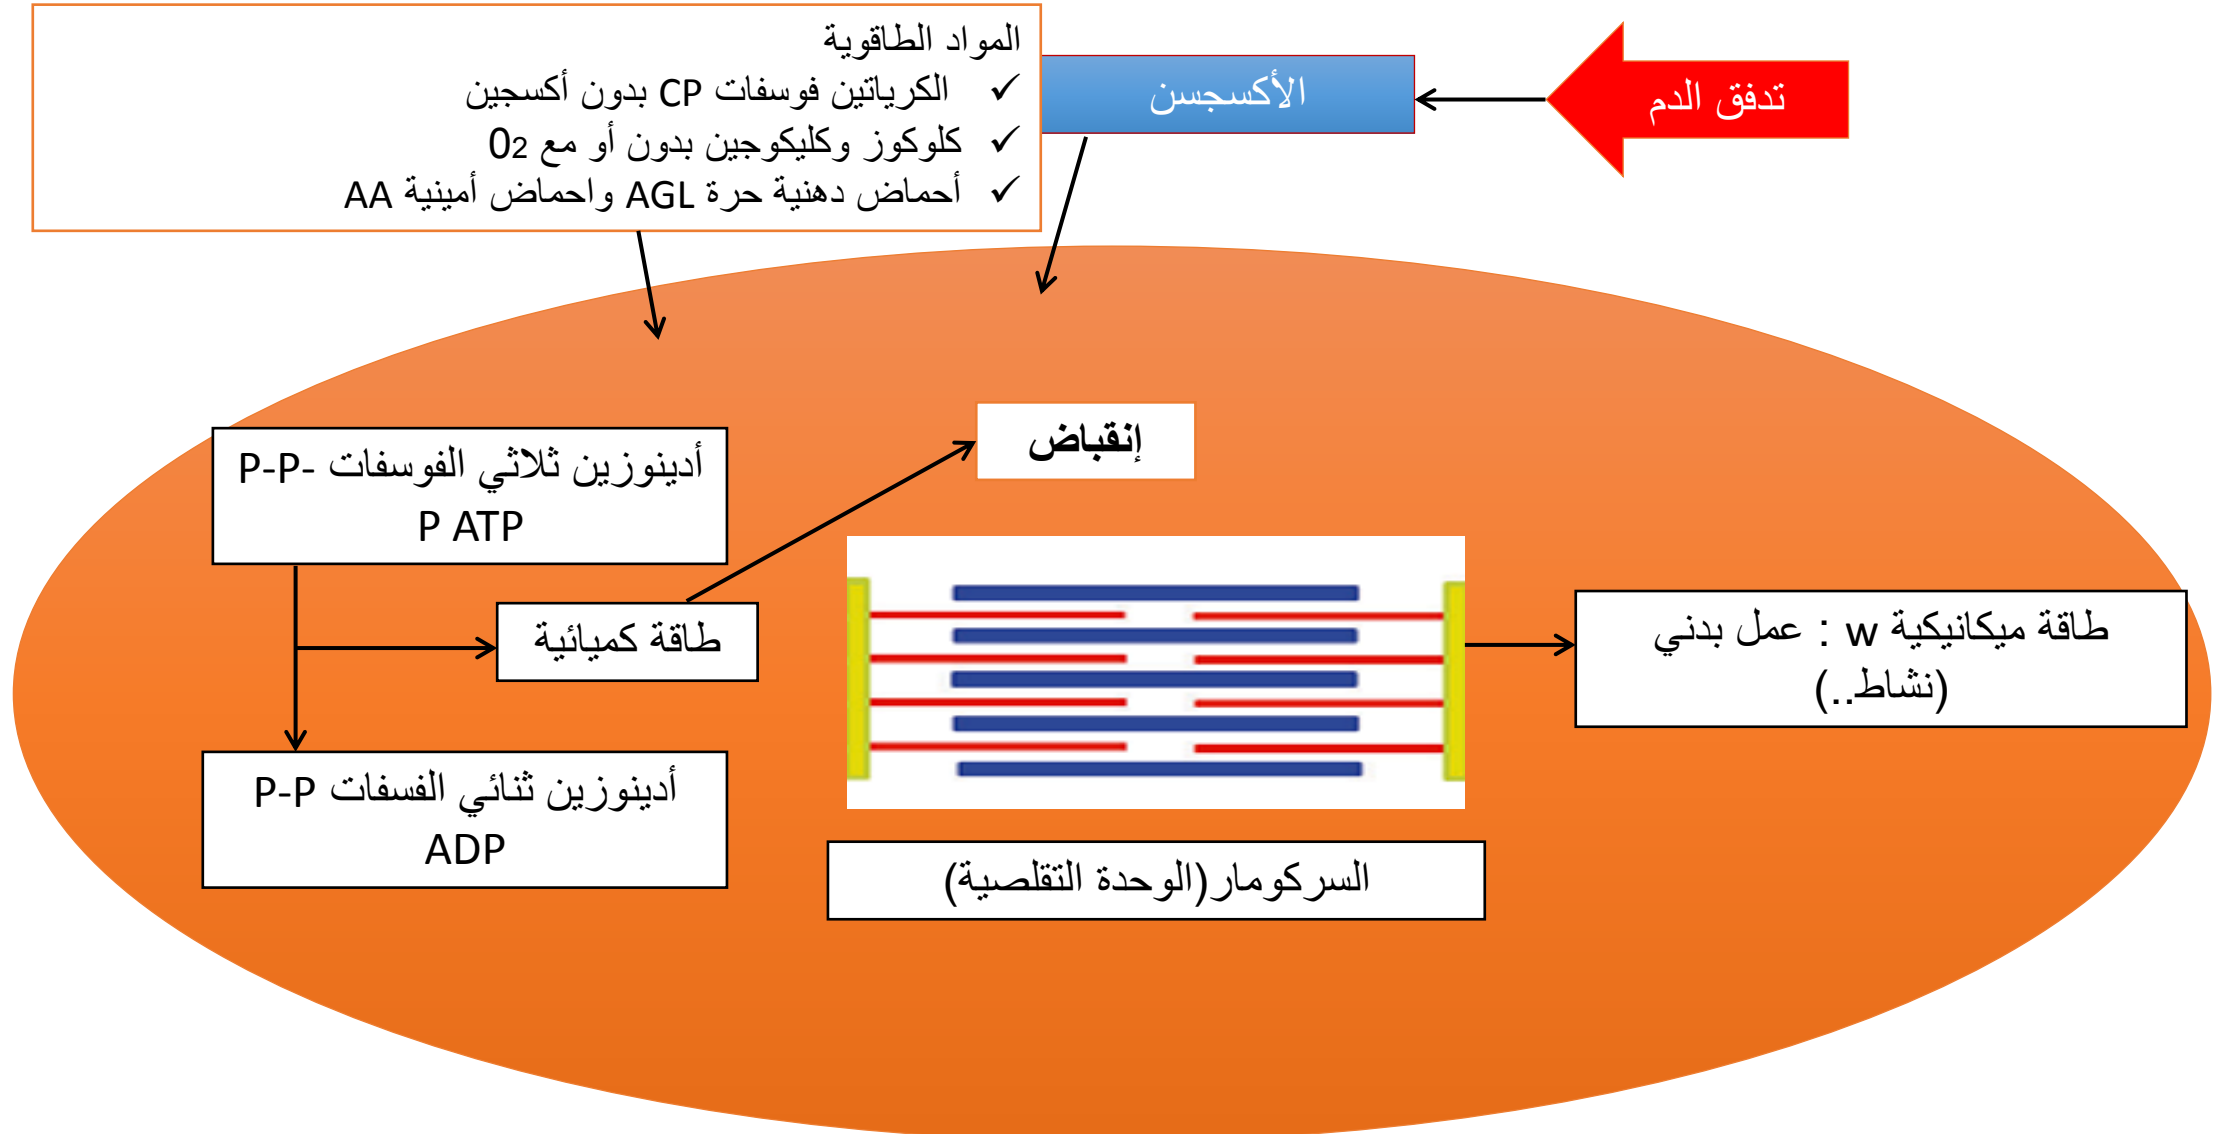 المواد الطاقوية
✓ الكرياتين فوسفات CP بدون أكسجين
✓ كلوكوز وكليكوجين بدون أو مع 02
✓ أحماض دهنية حرة AGL واحماض أمينية AA
الأكسجسن
تدفق الدم
إنقباض
أدينوزين ثلاثي الفوسفات P-P-
P ATP
طاقة كميائية
طاقة ميكانيكية w : عمل بدني
(نشاط..)
أدينوزين ثنائي الفسفات P-P
ADP
السركومار(الوحدة التقلصية)